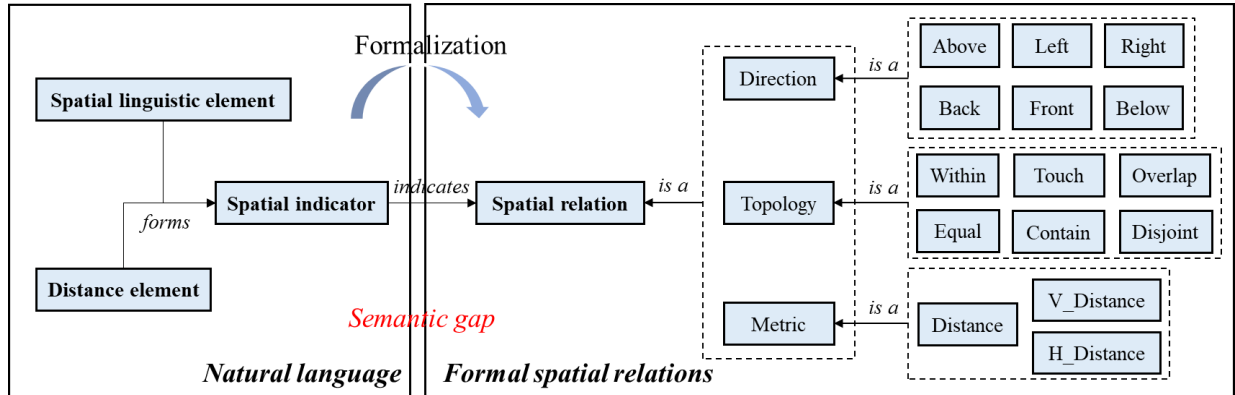 Formalization
Spatial linguistic element
forms
Distance element
Spatial indicator
indicates
Semantic gap
Natural language
Spatial relation
is a
Direction
Topology
Metric
is a
Above Left Right
Back Front Below
is a
Within Touch Overlap
Equal Contain Disjoint
is a
Distance
V_Distance
H_Distance
Formal spatial relations